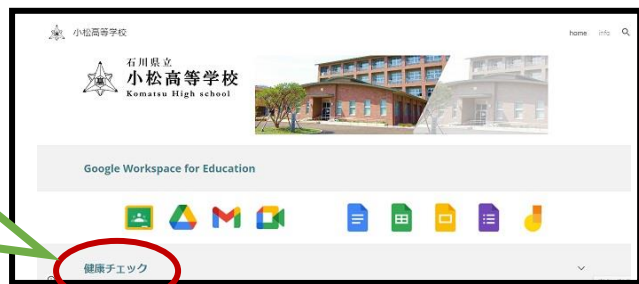 小松高等学校
home info
石川県立
小松高等学校
Komatsu High school
Google Workspace for Education
健康チェック